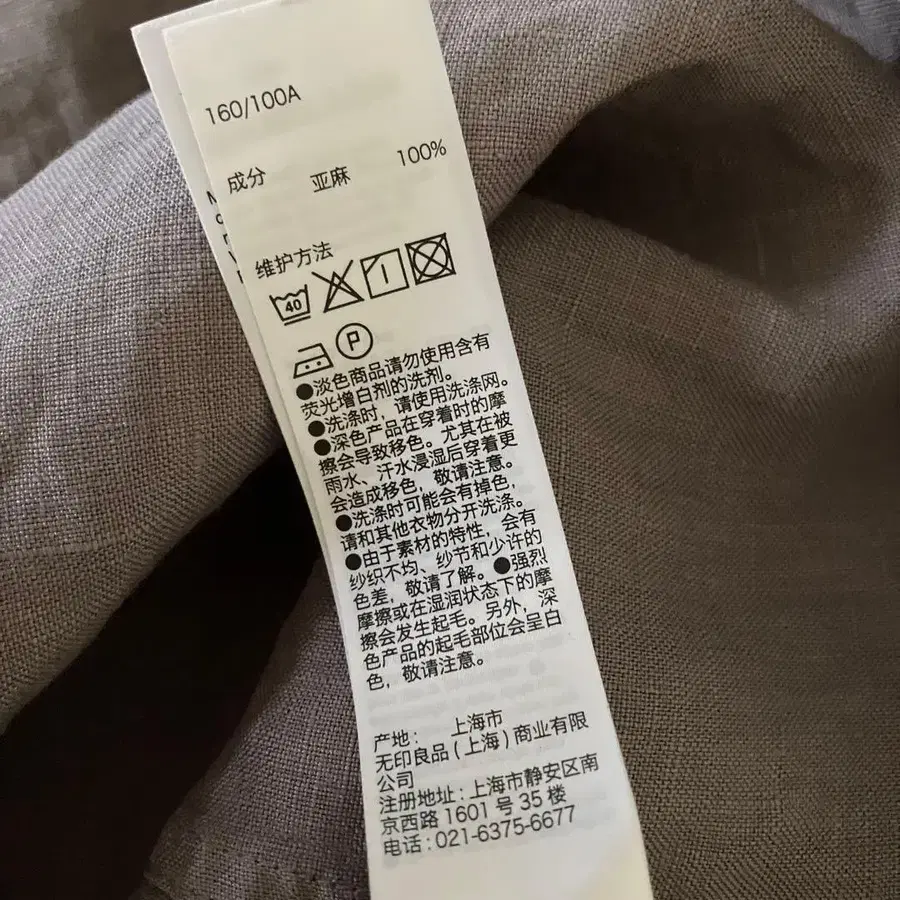 160/100A
成分 亚麻 100%
维护方法
40
P
●淡色商品请勿使用含有
荧光增白剂的洗剂。
●洗涤时，请使用洗涤网。
●深色产品在穿着时的摩
擦会导致移色。尤其在被
雨水、汗水浸湿后穿着更
会造成移色，敬请注意。
●洗涤时可能会有掉色，
请和其他衣物分开洗涤。
●由于素材的特性，会有
纱织不均、纱节和少许的
色差，敬请了解。●强烈
摩擦或在湿润状态下的摩
擦会发生起毛。另外，深
色产品的起毛部位会呈白
色，敬请注意。
产地： 上海市
无印良品(上海)商业有限
公司
注册地址：上海市静安区南
京西路 1601 号 35 楼
电话：021-6375-6677